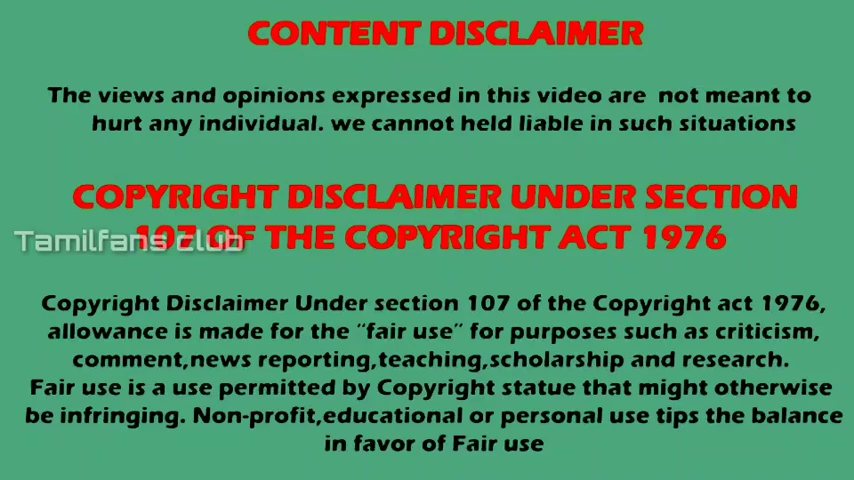 CONTENT DISCLAIMER
The views and opinions expressed in this video are not meant to
hurt any individual. we cannot held liable in such situations
COPYRIGHT DISCLAIMER UNDER SECTION
107 OF THE COPYRIGHT ACT 1976
Tamilfans club
Copyright Disclaimer Under section 107 of the Copyright act 1976,
allowance is made for the "fair use" for purposes such as criticism,
comment,news reporting,teaching,scholarship and research.
Fair use is a use permitted by Copyright statue that might otherwise
be infringing. Non-profit,educational or personal use tips the balance
in favor of Fair use